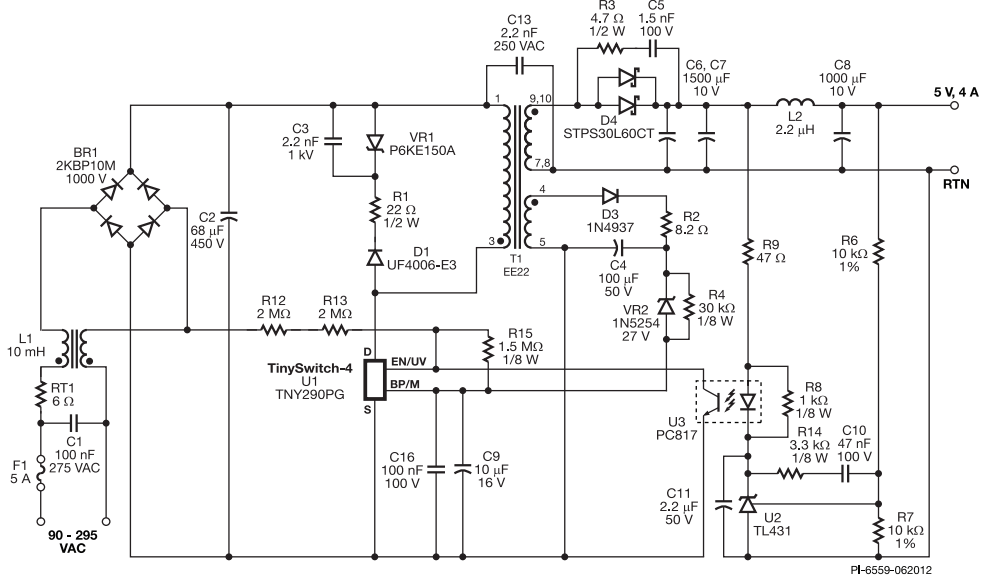 C13
2.2 nF
250 VAC
R3
4.7 Ω
1/2 W
C5
1.5 nF
100 V
C6, C7
1500 μF
10 V
C8
1000 μF
10 V
5 V, 4 A
1
9,10
D4
STPS30L60CT
L2
2.2 μH
C3
2.2 nF
1 kV
VR1
P6KE150A
BR1
2KBP10M
1000 V
7,8
RTN
C2
68 μF
450 V
R1
22 Ω
1/2 W
4
D3
1N4937
R2
8.2 Ω
3
T1
EE22
5
D1
UF4006-E3
C4
100 μF
50 V
R9
47 Ω
R6
10 kΩ
1%
R12
2 MΩ
R13
2 MΩ
VR2
1N5254
27 V
R4
30 kΩ
1/8 W
L1
10 mH
R15
1.5 MΩ
1/8 W
D
EN/UV
TinySwitch-4
U1
TNY290PG
BP/M
S
RT1
6 Ω
R8
1 kΩ
1/8 W
U3
PC817
C1
100 nF
275 VAC
F1
5 A
R14
3.3 kΩ
1/8 W
C10
47 nF
100 V
C16
100 nF
100 V
C9
10 μF
16 V
C11
2.2 μF
50 V
U2
TL431
R7
10 kΩ
1%
90 - 295
VAC
PI-6559-062012